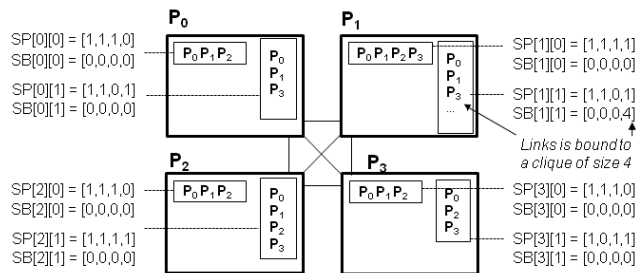 P0
P1
SP[0][0] = [1,1,1,0]
SB[0][0] = [0,0,0,0]
SP[0][1] = [1,1,0,1]
SB[0][1] = [0,0,0,0]
P0 P1 P2
P0
P1
P3
P0 P1 P2 P3
P0
P1
P3
...
SP[1][0] = [1,1,1,1]
SB[1][0] = [0,0,0,0]
SP[1][1] = [1,1,0,1]
SB[1][1] = [0,0,0,4]
Links is bound to
a clique of size 4
P2
P3
SP[2][0] = [1,1,1,0]
SB[2][0] = [0,0,0,0]
SP[2][1] = [1,1,1,1]
SB[2][1] = [0,0,0,0]
P0 P1 P2
P0
P1
P2
P3
P0 P1 P2
P0
P2
P3
SP[3][0] = [1,1,1,0]
SB[3][0] = [0,0,0,0]
SP[3][1] = [1,0,1,1]
SB[3][1] = [0,0,0,0]